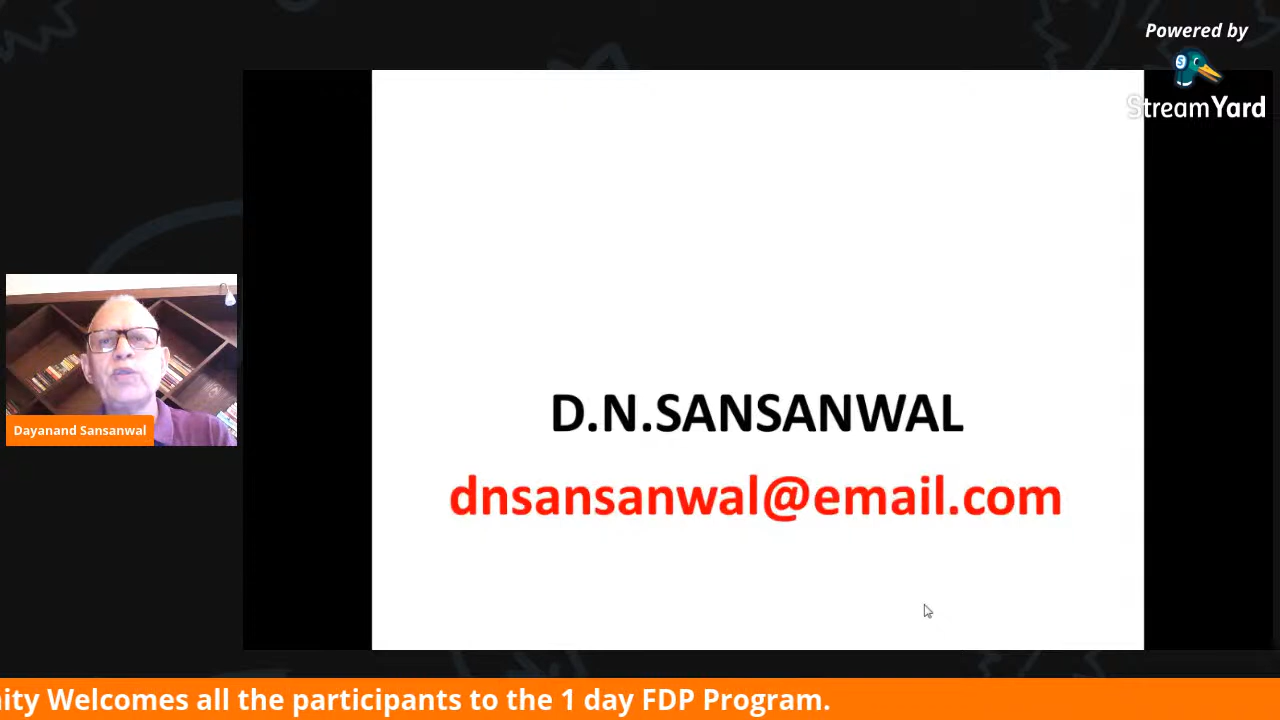 Powered by
StreamYard
D.N.SANSANWAL
dnsansanwal@email.com
Dayanand Sansanwal
Welcomes all the participants to the 1 day FDP Program.